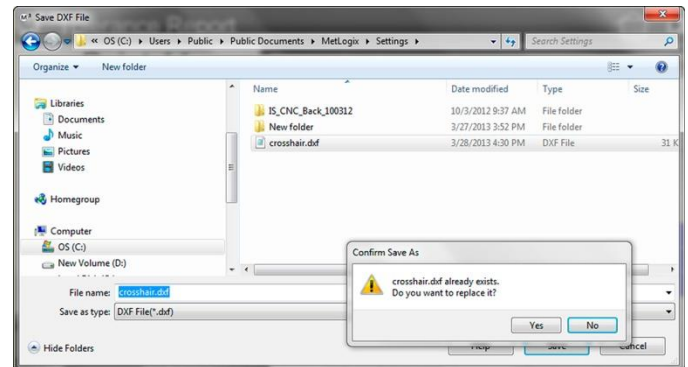 M³ Save DXF File
« OS (C:) ▸ Users ▸ Public ▸ Public Documents ▸ MetLogix ▸ Settings ▸
Search Settings
Organize ▾ New folder
Name Date modified Type Size
Libraries
Documents
Music
Pictures
Videos
Homegroup
Computer
OS (C:)
New Volume (D:)
IS_CNC_Back_100312 10/3/2012 9:37 AM File folder
New folder 3/27/2013 3:52 PM File folder
crosshair.dxf 3/28/2013 4:30 PM DXF File 31 K
File name: crosshair.dxf
Save as type: DXF File(*.dxf)
Confirm Save As
crosshair.dxf already exists.
Do you want to replace it?
Yes No
Hide Folders
Help Save Cancel